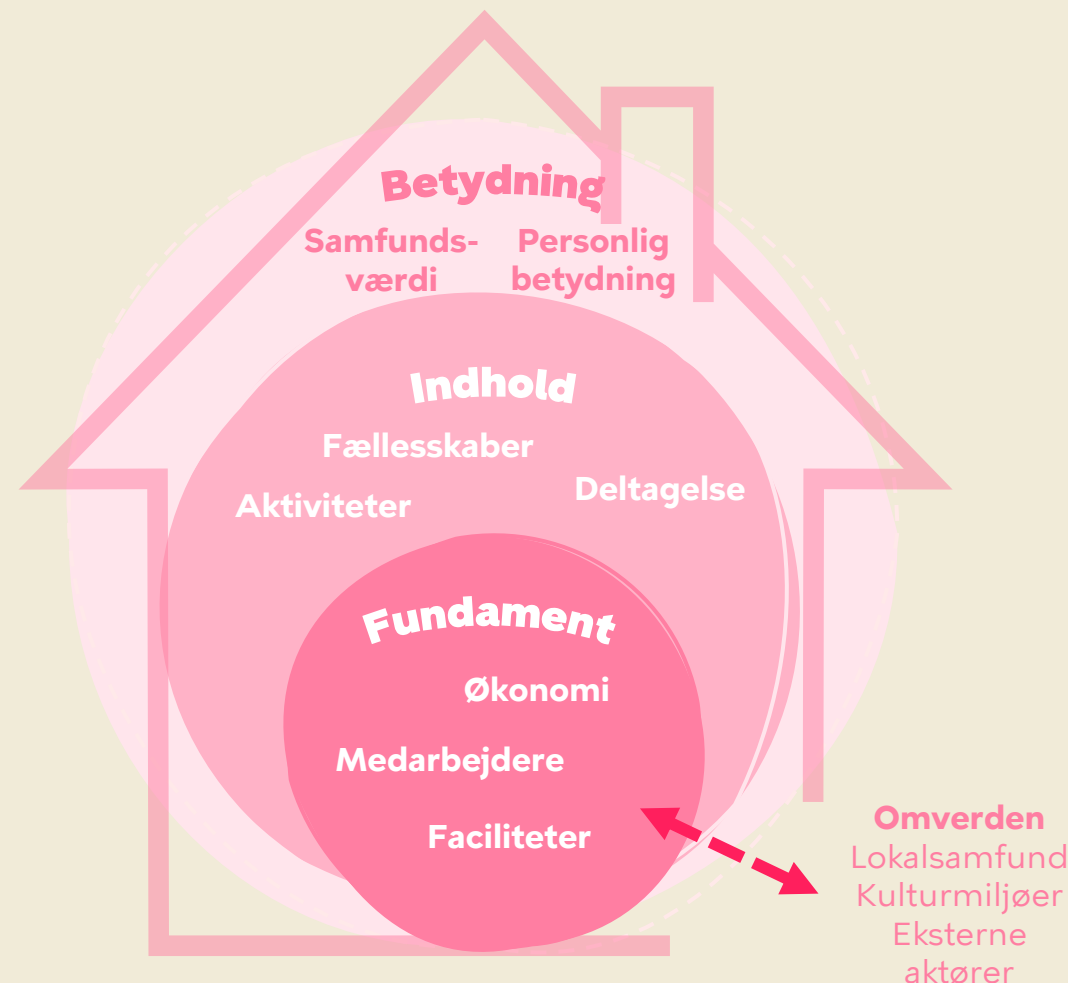 Betydning
Samfunds-
værdi
Personlig
betydning
Indhold
Fællesskaber
Aktiviteter
Deltagelse
Fundament
Økonomi
Medarbejdere
Faciliteter
Omverden
Lokalsamfund
Kulturmiljøer
Eksterne
aktører